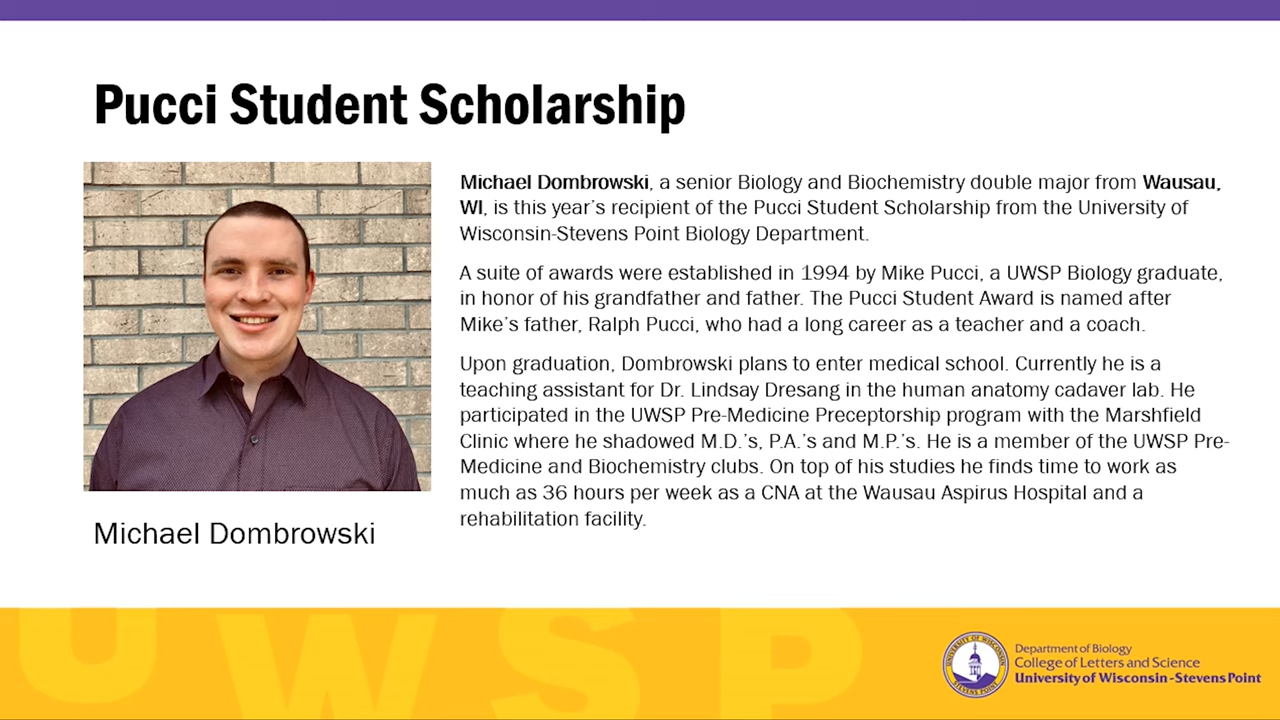 Pucci Student Scholarship
Michael Dombrowski, a senior Biology and Biochemistry double major from Wausau,
WI, is this year's recipient of the Pucci Student Scholarship from the University of
Wisconsin-Stevens Point Biology Department.
A suite of awards were established in 1994 by Mike Pucci, a UWSP Biology graduate,
in honor of his grandfather and father. The Pucci Student Award is named after
Mike's father, Ralph Pucci, who had a long career as a teacher and a coach.
Upon graduation, Dombrowski plans to enter medical school. Currently he is a
teaching assistant for Dr. Lindsay Dresang in the human anatomy cadaver lab. He
participated in the UWSP Pre-Medicine Preceptorship program with the Marshfield
Clinic where he shadowed M.D.'s, P.A.'s and M.P.'s. He is a member of the UWSP Pre-
Medicine and Biochemistry clubs. On top of his studies he finds time to work as
much as 36 hours per week as a CNA at the Wausau Aspirus Hospital and a
rehabilitation facility.
Michael Dombrowski
UWSP
UNIVERSITY OF WISCONSIN
STEVENS POINT
Department of Biology
College of Letters and Science
University of Wisconsin-Stevens Point